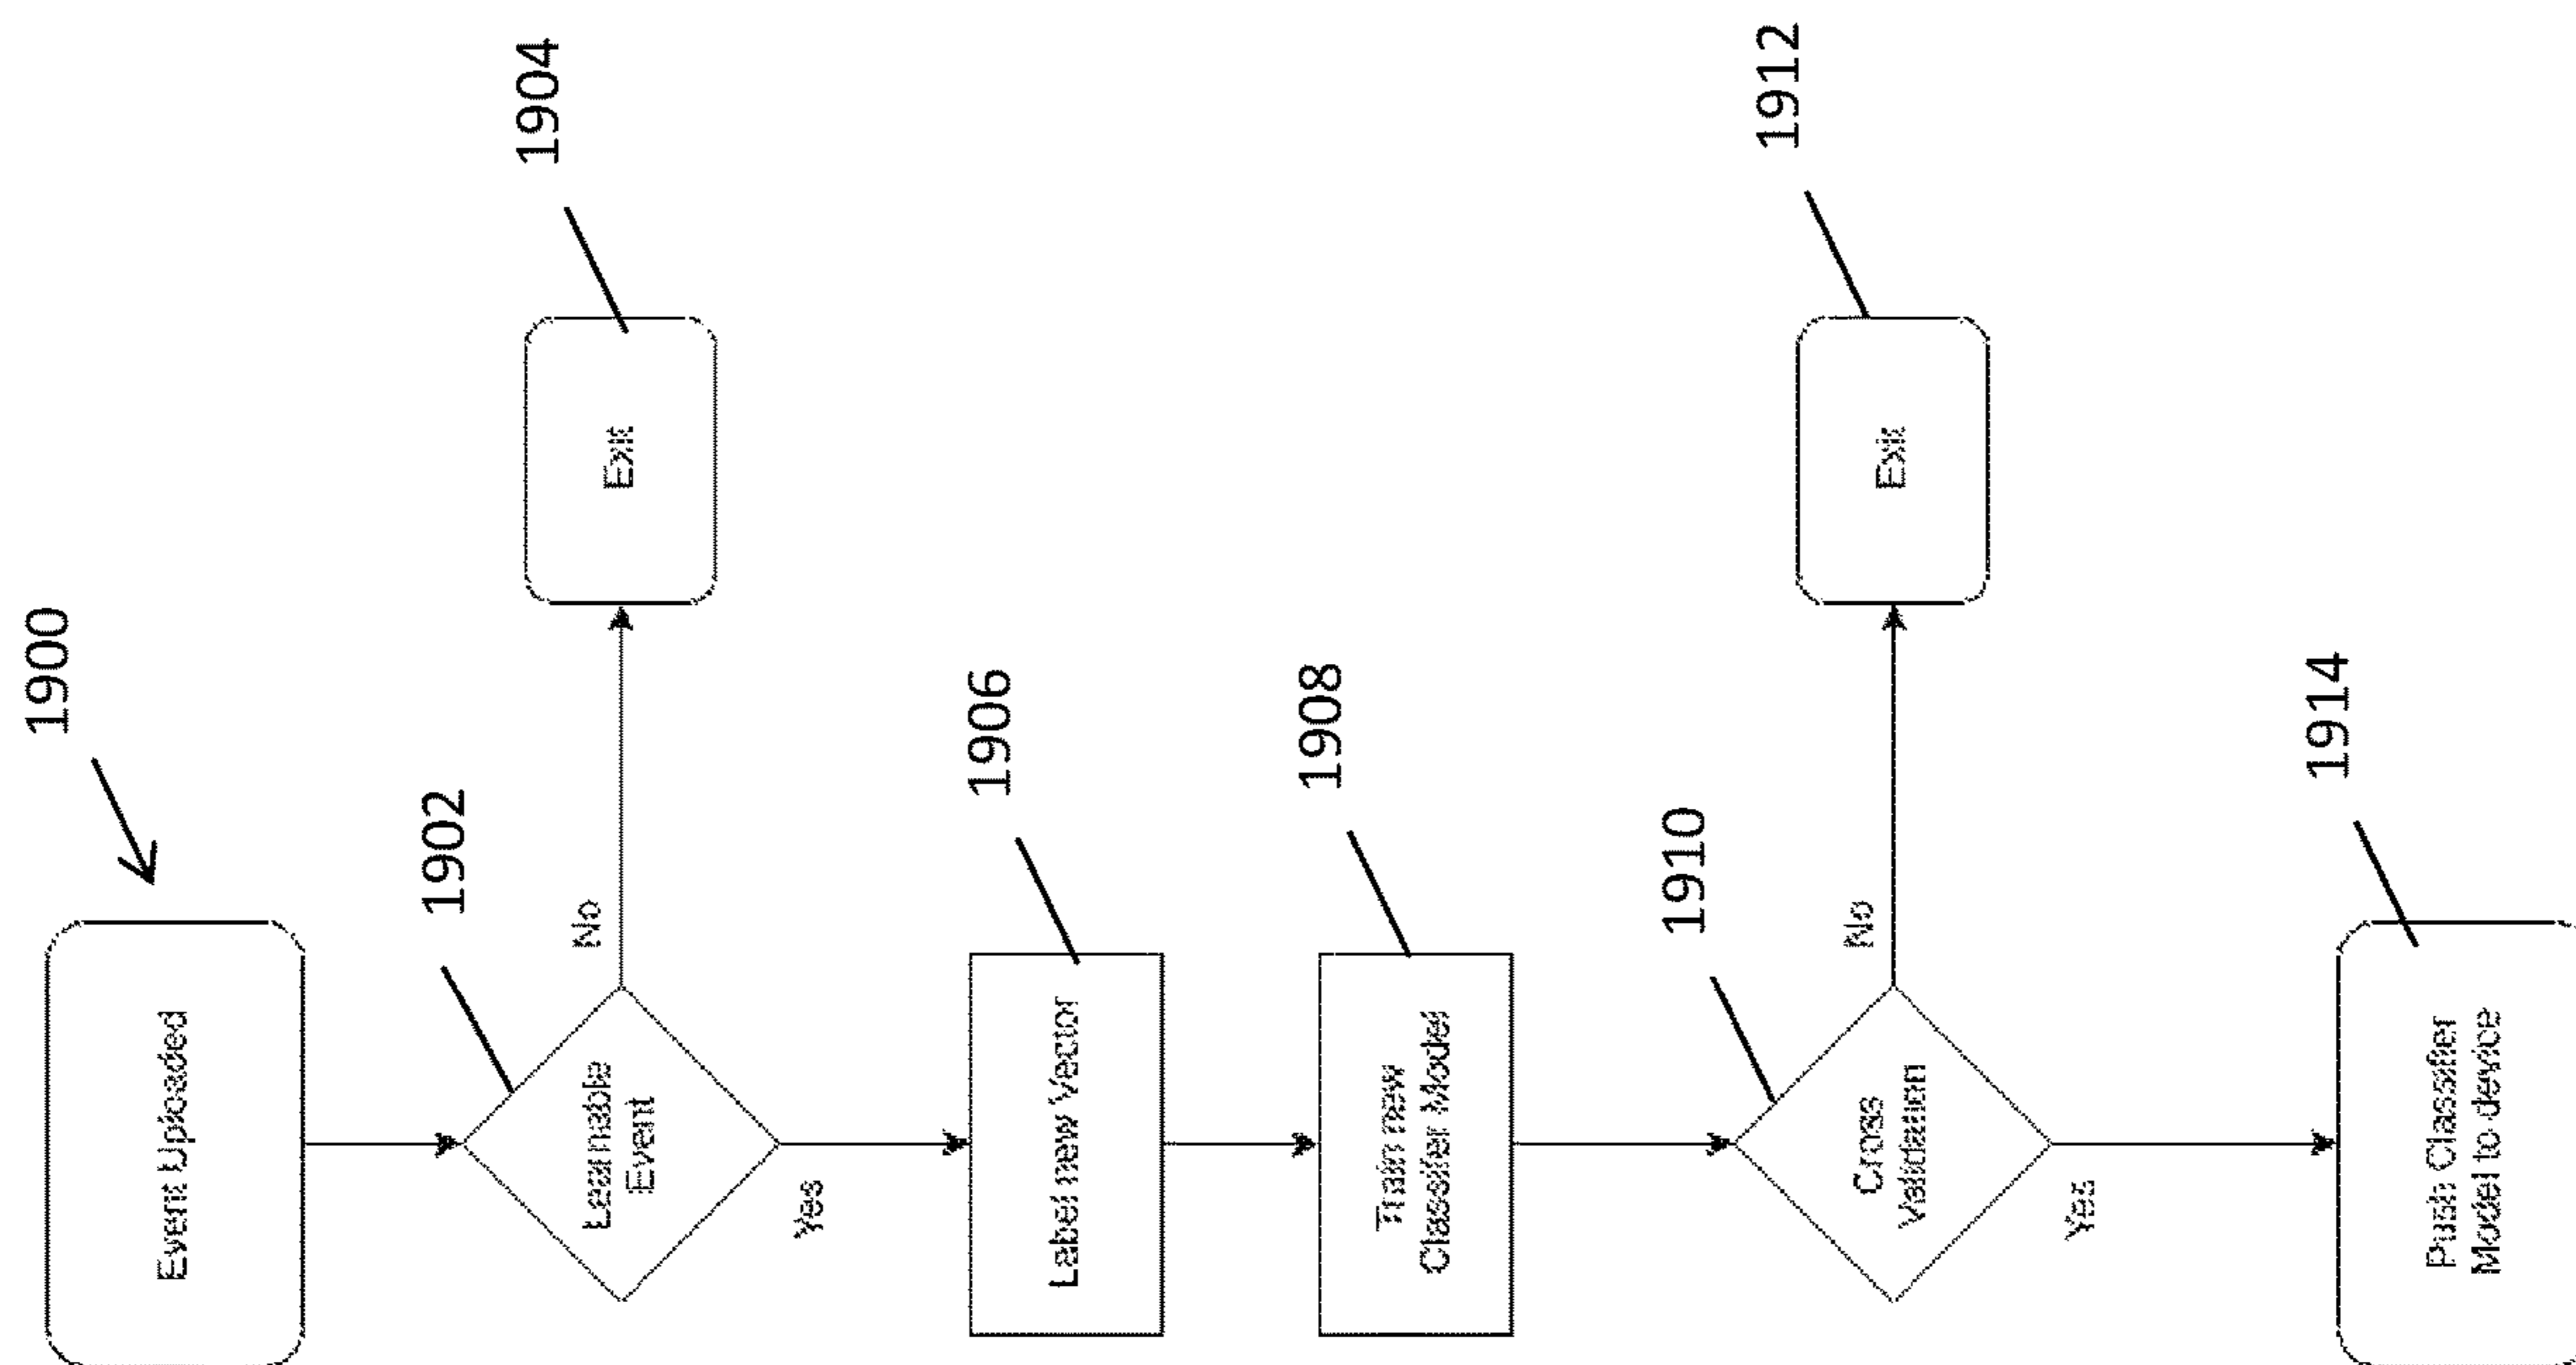 1900
Event Uploaded
1902
Learnable
Event
No
1904
Exit
Yes
1906
Label new Vector
1908
Train new
Classifer Model
1910
Cross
Validation
No
1912
Exit
Yes
1914
Push Classifier
Model to device